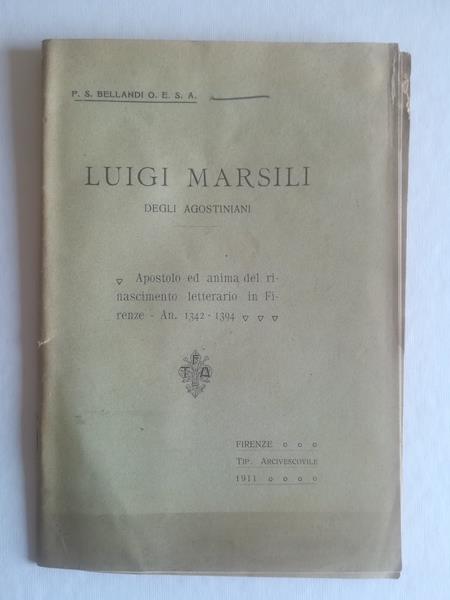 P. S. BELLANDI O. E. S. A.
LUIGI MARSILI
DEGLI AGOSTINIANI
Apostolo ed anima del ri-
nascimento letterario in Fi-
renze - An. 1342 - 1394
FIRENZE
TIP. ARCIVESCOVILE
1911